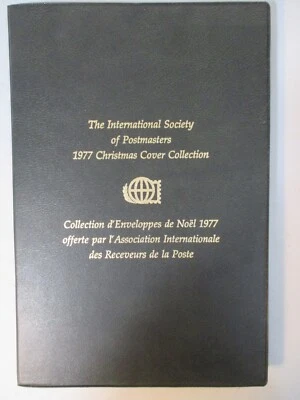 The International Society
of Postmasters
1977 Christmas Cover Collection
Collection d'Enveloppes de Noël 1977
offerte par l'Association Internationale
des Receveurs de la Poste